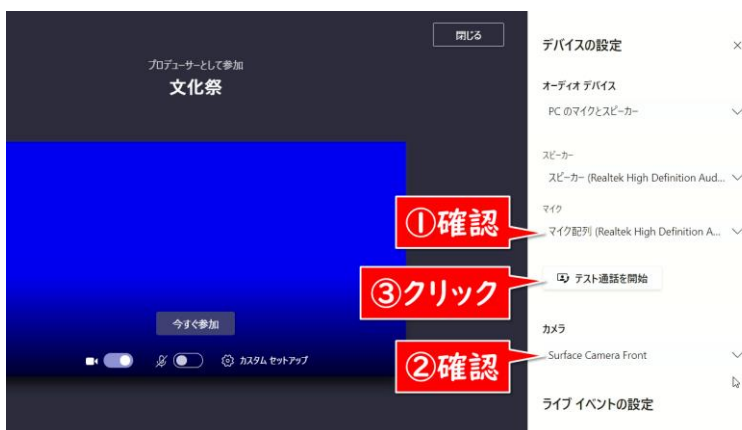 閉じる
プロデューサーとして参加
文化祭
今すぐ参加
カスタム セットアップ
デバイスの設定
オーディオ デバイス
PC のマイクとスピーカー
スピーカー
スピーカー (Realtek High Definition Aud...
マイク
①確認
マイク配列 (Realtek High Definition A...
③クリック
テスト通話を開始
カメラ
②確認
Surface Camera Front
ライブ イベントの設定